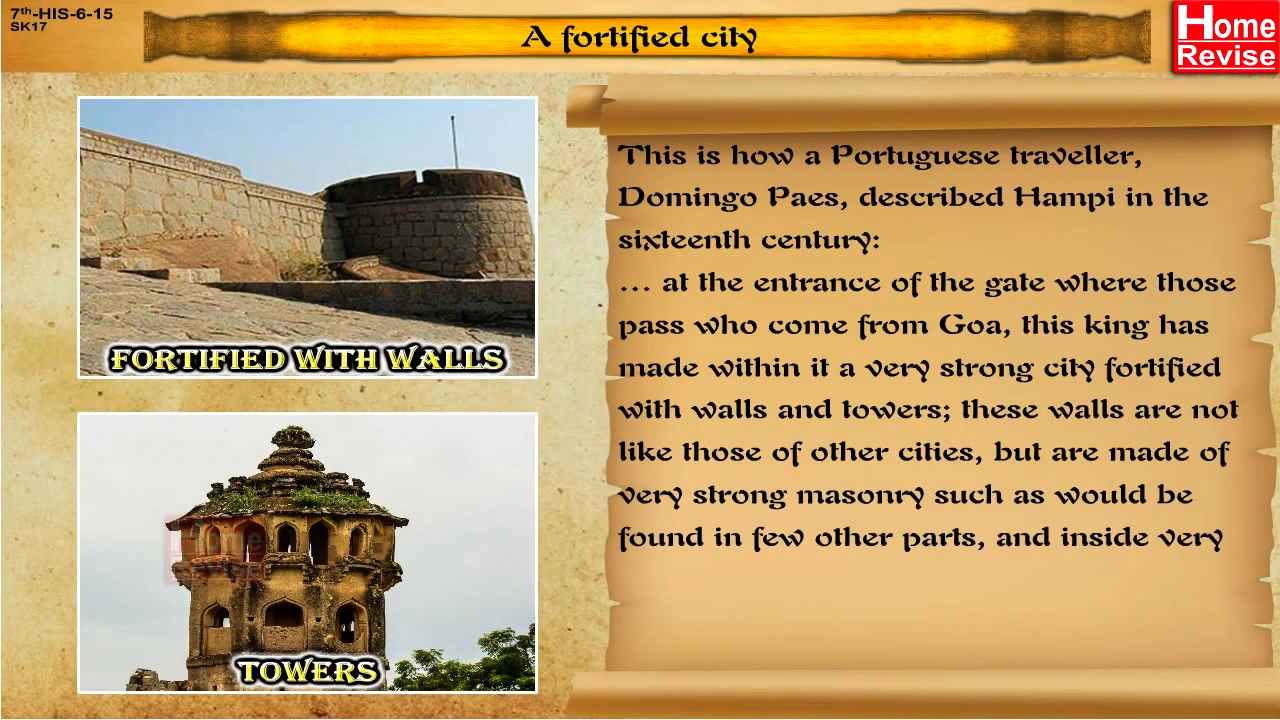 7th-HIS-6-15
SK17
A fortified city
Home
Revise
This is how a Portuguese traveller,
Domingo Paes, described Hampi in the
sixteenth century:
... at the entrance of the gate where those
pass who come from Goa, this king has
made within it a very strong city fortified
with walls and towers; these walls are not
like those of other cities, but are made of
very strong masonry such as would be
found in few other parts, and inside very
FORTIFIED WITH WALLS
Home
Revise
TOWERS